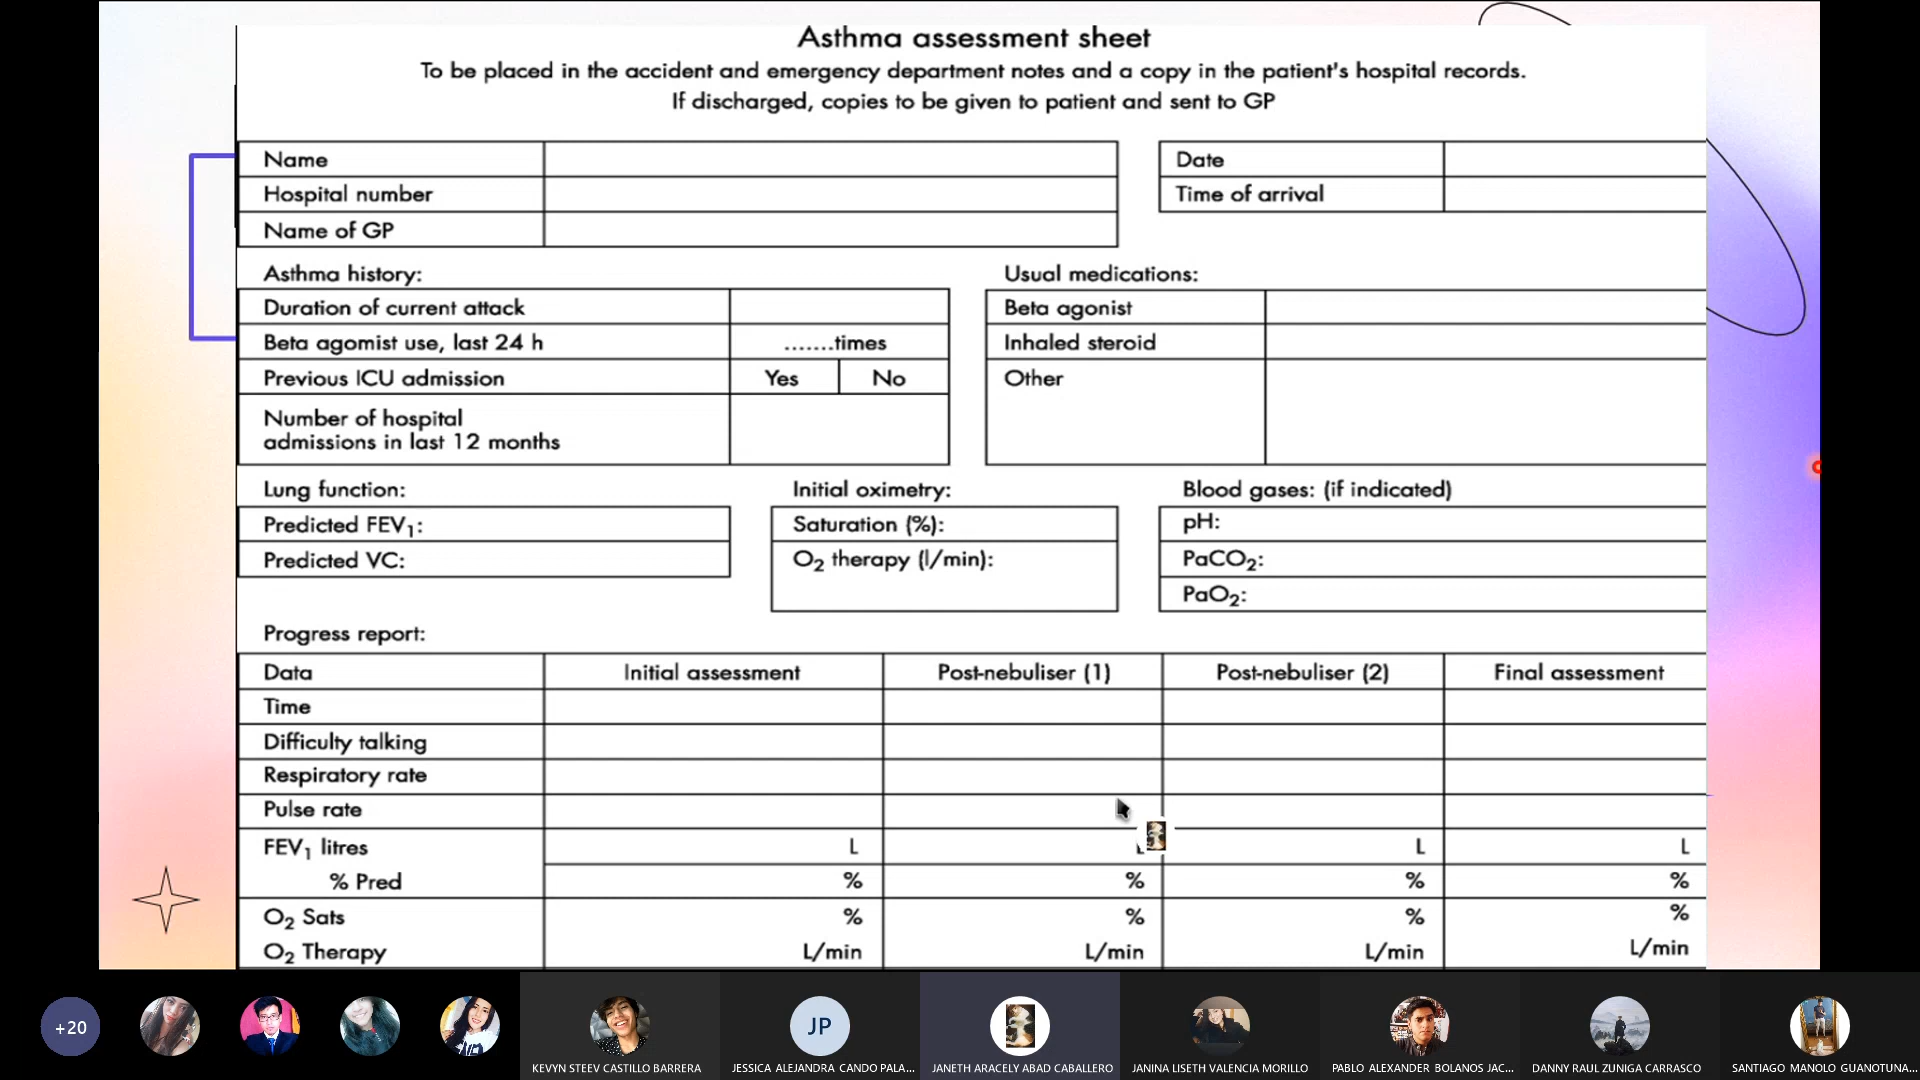 Asthma assessment sheet
To be placed in the accident and emergency department notes and a copy in the patient's hospital records.
If discharged, copies to be given to patient and sent to GP
Name
Hospital number
Name of GP
Date
Time of arrival
Asthma history:
Duration of current attack
Beta agomist use, last 24 h .......times
Previous ICU admission Yes No
Number of hospital
admissions in last 12 months
Usual medications:
Beta agonist
Inhaled steroid
Other
Lung function:
Predicted FEV1:
Predicted VC:
Initial oximetry:
Saturation (%):
O2 therapy (l/min):
Blood gases: (if indicated)
pH:
PaCO2:
PaO2:
Progress report:
Data Initial assessment Post-nebuliser (1) Post-nebuliser (2) Final assessment
Time
Difficulty talking
Respiratory rate
Pulse rate
FEV1 litres L L L
% Pred % % % %
O2 Sats % % % %
O2 Therapy L/min L/min L/min L/min
+20
JP
KEVYN STEEV CASTILLO BARRERA
JESSICA ALEJANDRA CANDO PALA...
JANETH ARACELY ABAD CABALLERO
JANINA LISETH VALENCIA MORILLO
PABLO ALEXANDER BOLANOS JAC...
DANNY RAUL ZUNIGA CARRASCO
SANTIAGO MANOLO GUANOTUNA...